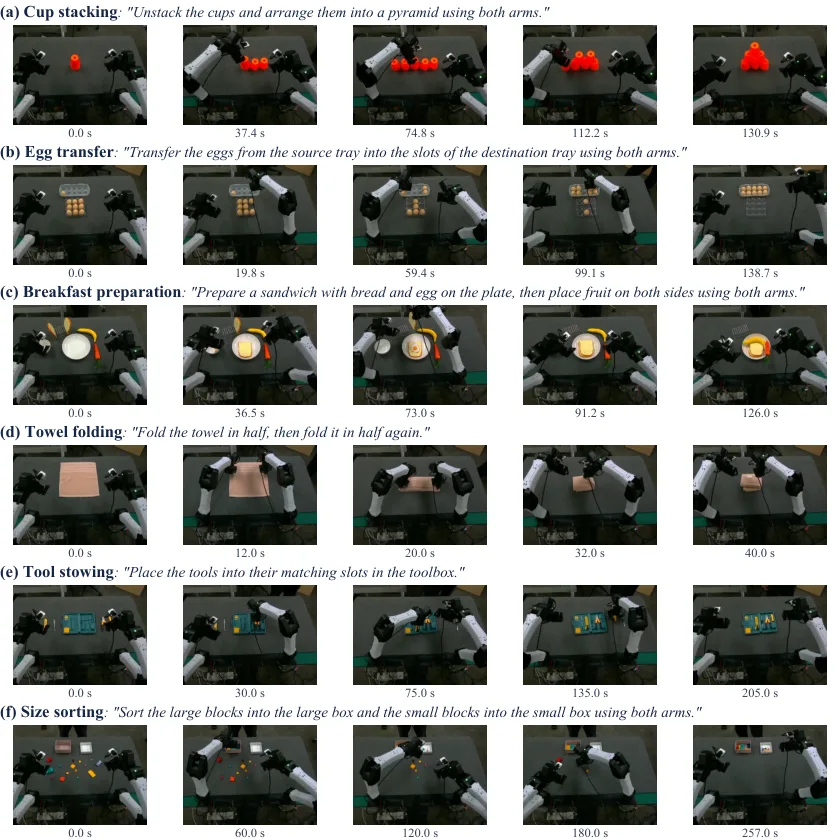 (a) Cup stacking: "Unstack the cups and arrange them into a pyramid using both arms."
0.0 s 37.4 s 74.8 s 112.2 s 130.9 s
(b) Egg transfer: "Transfer the eggs from the source tray into the slots of the destination tray using both arms."
0.0 s 19.8 s 59.4 s 99.1 s 138.7 s
(c) Breakfast preparation: "Prepare a sandwich with bread and egg on the plate, then place fruit on both sides using both arms."
0.0 s 36.5 s 73.0 s 91.2 s 126.0 s
(d) Towel folding: "Fold the towel in half, then fold it in half again."
0.0 s 12.0 s 20.0 s 32.0 s 40.0 s
(e) Tool stowing: "Place the tools into their matching slots in the toolbox."
0.0 s 30.0 s 75.0 s 135.0 s 205.0 s
(f) Size sorting: "Sort the large blocks into the large box and the small blocks into the small box using both arms."
0.0 s 60.0 s 120.0 s 180.0 s 257.0 s